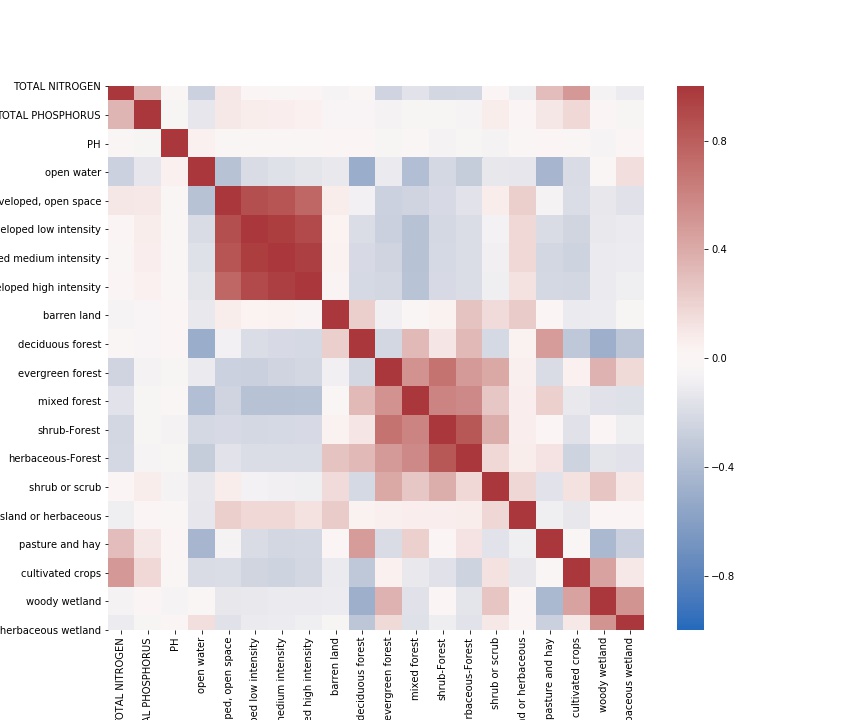 TOTAL NITROGEN
TOTAL PHOSPHORUS
PH
open water
veloped, open space
eloped low intensity
ed medium intensity
eloped high intensity
barren land
deciduous forest
evergreen forest
mixed forest
shrub-Forest
herbaceous-Forest
shrub or scrub
sland or herbaceous
pasture and hay
cultivated crops
woody wetland
herbaceous wetland
OTAL NITROGEN
AL PHOSPHORUS
PH
open water
ped, open space
ped low intensity
edium intensity
ed high intensity
barren land
deciduous forest
evergreen forest
mixed forest
shrub-Forest
rbaceous-Forest
shrub or scrub
nd or herbaceous
pasture and hay
cultivated crops
woody wetland
baceous wetland
0.8
0.4
0.0
−0.4
−0.8